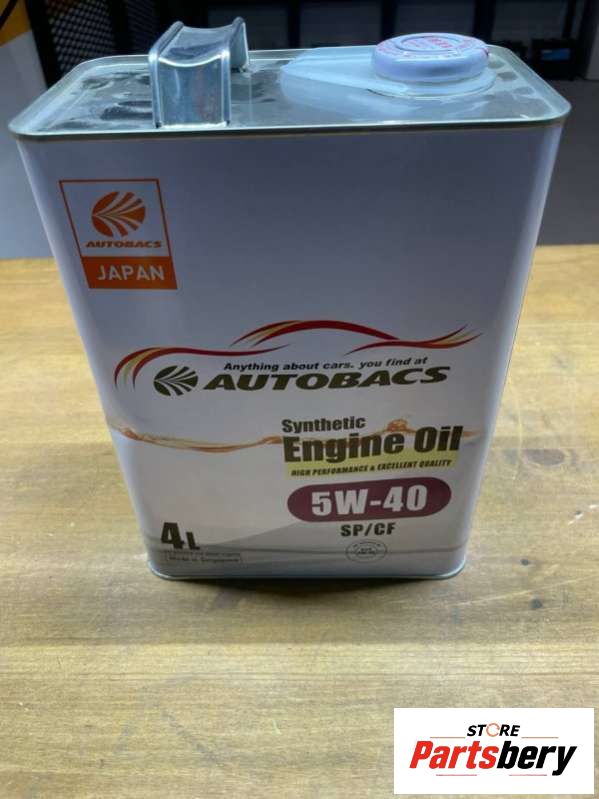 AUTOBACS
JAPAN
Anything about cars, you find at
AUTOBACS
Synthetic
Engine Oil
HIGH PERFORMANCE & EXCELLENT QUALITY
5W-40
SP/CF
4L
Made in Singapore
STORE
Partsbery